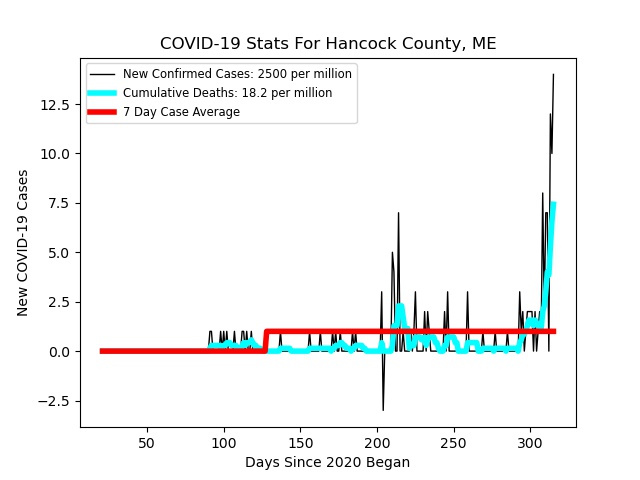 COVID-19 Stats For Hancock County, ME
New Confirmed Cases: 2500 per million
Cumulative Deaths: 18.2 per million
7 Day Case Average
New COVID-19 Cases
12.5
10.0
7.5
5.0
2.5
0.0
−2.5
50 100 150 200 250 300
Days Since 2020 Began